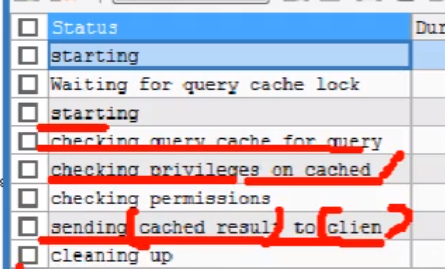 Status Dur
starting
Waiting for query cache lock
starting
checking query cache for query
checking privileges on cached
checking permissions
sending cached resul to clien
cleaning up